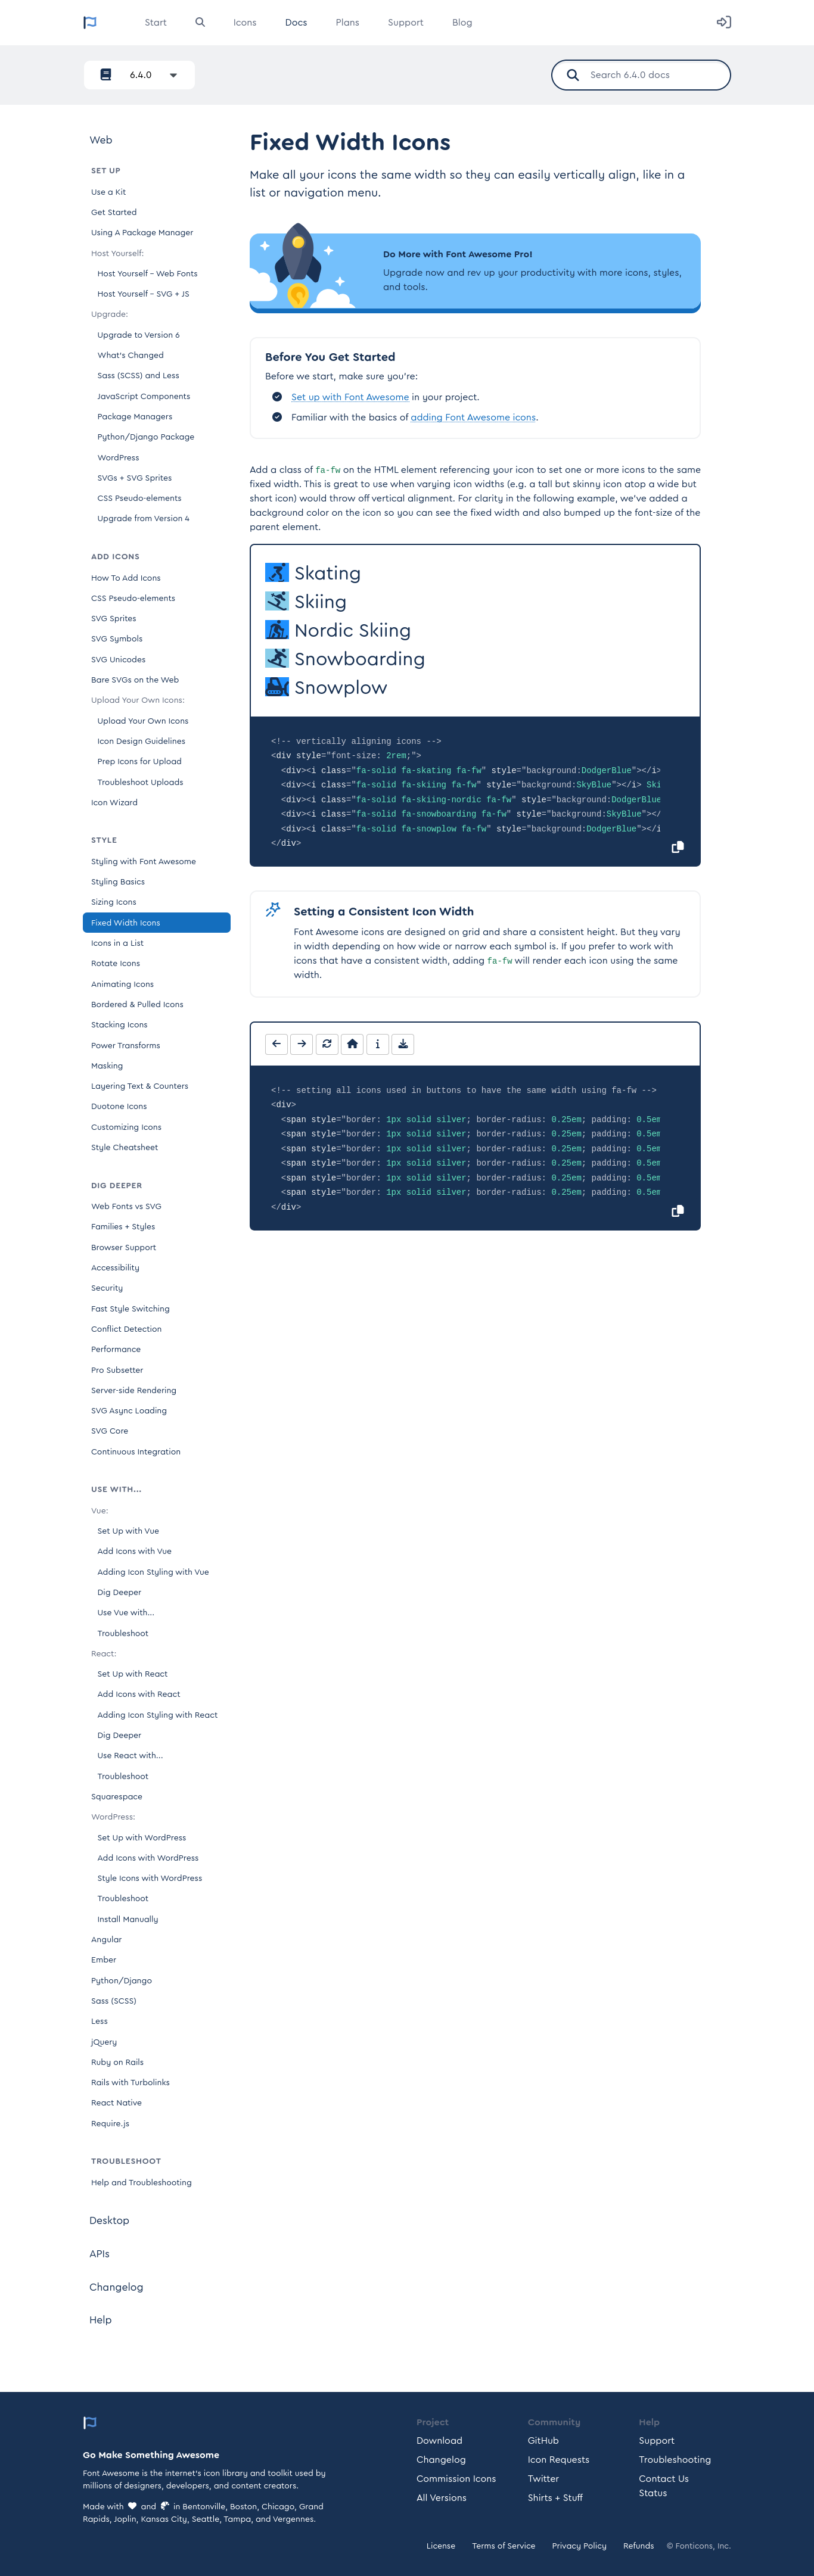 Start Icons Docs Plans Support Blog
6.4.0
Search 6.4.0 docs
Web
SET UP
Use a Kit
Get Started
Using A Package Manager
Host Yourself:
Host Yourself – Web Fonts
Host Yourself – SVG + JS
Upgrade:
Upgrade to Version 6
What's Changed
Sass (SCSS) and Less
JavaScript Components
Package Managers
Python/Django Package
WordPress
SVGs + SVG Sprites
CSS Pseudo-elements
Upgrade from Version 4
ADD ICONS
How To Add Icons
CSS Pseudo-elements
SVG Sprites
SVG Symbols
SVG Unicodes
Bare SVGs on the Web
Upload Your Own Icons:
Upload Your Own Icons
Icon Design Guidelines
Prep Icons for Upload
Troubleshoot Uploads
Icon Wizard
STYLE
Styling with Font Awesome
Styling Basics
Sizing Icons
Fixed Width Icons
Icons in a List
Rotate Icons
Animating Icons
Bordered & Pulled Icons
Stacking Icons
Power Transforms
Masking
Layering Text & Counters
Duotone Icons
Customizing Icons
Style Cheatsheet
DIG DEEPER
Web Fonts vs SVG
Families + Styles
Browser Support
Accessibility
Security
Fast Style Switching
Conflict Detection
Performance
Pro Subsetter
Server-side Rendering
SVG Async Loading
SVG Core
Continuous Integration
USE WITH...
Vue:
Set Up with Vue
Add Icons with Vue
Adding Icon Styling with Vue
Dig Deeper
Use Vue with...
Troubleshoot
React:
Set Up with React
Add Icons with React
Adding Icon Styling with React
Dig Deeper
Use React with...
Troubleshoot
Squarespace
WordPress:
Set Up with WordPress
Add Icons with WordPress
Style Icons with WordPress
Troubleshoot
Install Manually
Angular
Ember
Python/Django
Sass (SCSS)
Less
jQuery
Ruby on Rails
Rails with Turbolinks
React Native
Require.js
TROUBLESHOOT
Help and Troubleshooting
Desktop
APIs
Changelog
Help
Fixed Width Icons
Make all your icons the same width so they can easily vertically align, like in a
list or navigation menu.
Do More with Font Awesome Pro!
Upgrade now and rev up your productivity with more icons, styles,
and tools.
Before You Get Started
Before we start, make sure you're:
Set up with Font Awesome in your project.
Familiar with the basics of adding Font Awesome icons.
Add a class of fa-fw on the HTML element referencing your icon to set one or more icons to the same
fixed width. This is great to use when varying icon widths (e.g. a tall but skinny icon atop a wide but
short icon) would throw off vertical alignment. For clarity in the following example, we've added a
background color on the icon so you can see the fixed width and also bumped up the font-size of the
parent element.
Skating
Skiing
Nordic Skiing
Snowboarding
Snowplow
<!-- vertically aligning icons -->
<div style="font-size: 2rem;">
<div><i class="fa-solid fa-skating fa-fw" style="background:DodgerBlue"></i>
<div><i class="fa-solid fa-skiing fa-fw" style="background:SkyBlue"></i> Ski
<div><i class="fa-solid fa-skiing-nordic fa-fw" style="background:DodgerBlue
<div><i class="fa-solid fa-snowboarding fa-fw" style="background:SkyBlue"></
<div><i class="fa-solid fa-snowplow fa-fw" style="background:DodgerBlue"></i
</div>
Setting a Consistent Icon Width
Font Awesome icons are designed on grid and share a consistent height. But they vary
in width depending on how wide or narrow each symbol is. If you prefer to work with
icons that have a consistent width, adding fa-fw will render each icon using the same
width.
<!-- setting all icons used in buttons to have the same width using fa-fw -->
<div>
<span style="border: 1px solid silver; border-radius: 0.25em; padding: 0.5em
<span style="border: 1px solid silver; border-radius: 0.25em; padding: 0.5em
<span style="border: 1px solid silver; border-radius: 0.25em; padding: 0.5em
<span style="border: 1px solid silver; border-radius: 0.25em; padding: 0.5em
<span style="border: 1px solid silver; border-radius: 0.25em; padding: 0.5em
<span style="border: 1px solid silver; border-radius: 0.25em; padding: 0.5em
</div>
Go Make Something Awesome
Font Awesome is the internet's icon library and toolkit used by
millions of designers, developers, and content creators.
Made with and in Bentonville, Boston, Chicago, Grand
Rapids, Joplin, Kansas City, Seattle, Tampa, and Vergennes.
Project
Download
Changelog
Commission Icons
All Versions
Community
GitHub
Icon Requests
Twitter
Shirts + Stuff
Help
Support
Troubleshooting
Contact Us
Status
License Terms of Service Privacy Policy Refunds © Fonticons, Inc.